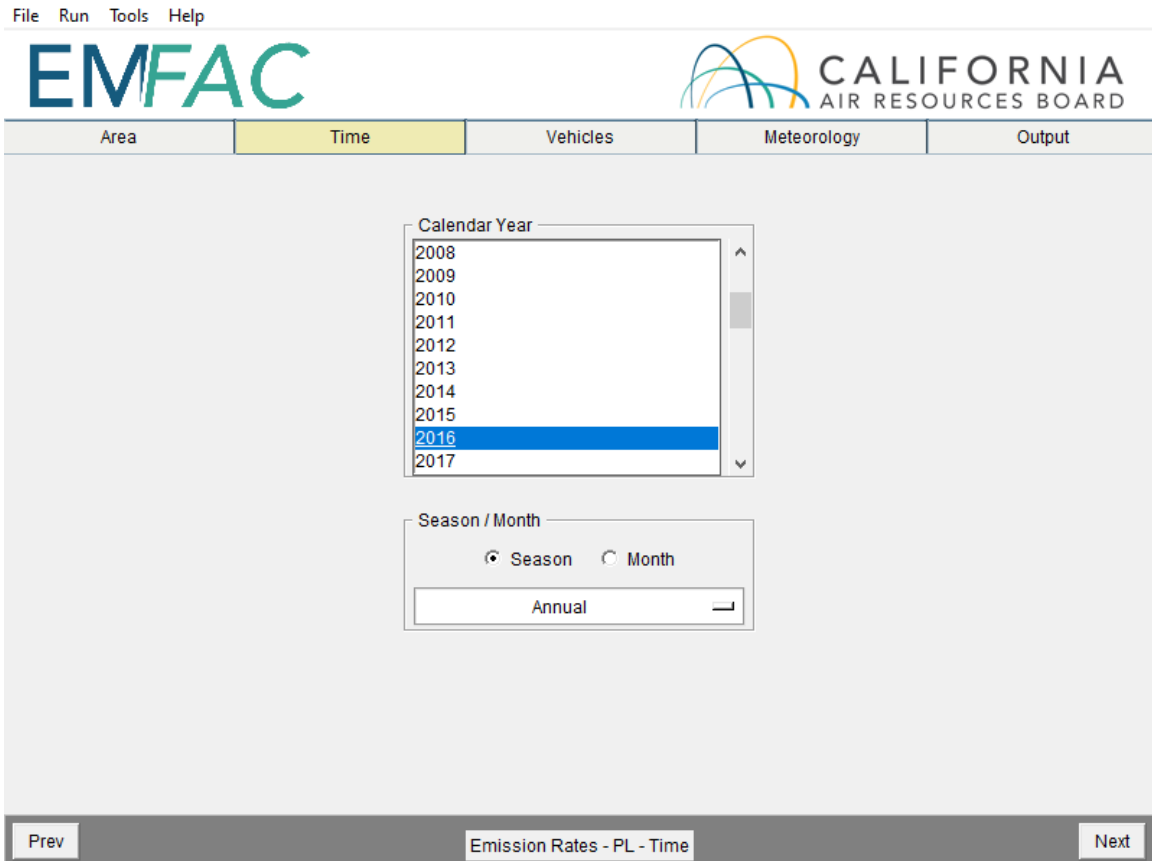 File Run Tools Help
EMFAC
CALIFORNIA
AIR RESOURCES BOARD
Area Time Vehicles Meteorology Output
Calendar Year
2008
2009
2010
2011
2012
2013
2014
2015
2016
2017
Season / Month
Season Month
Annual
Prev Emission Rates - PL - Time Next